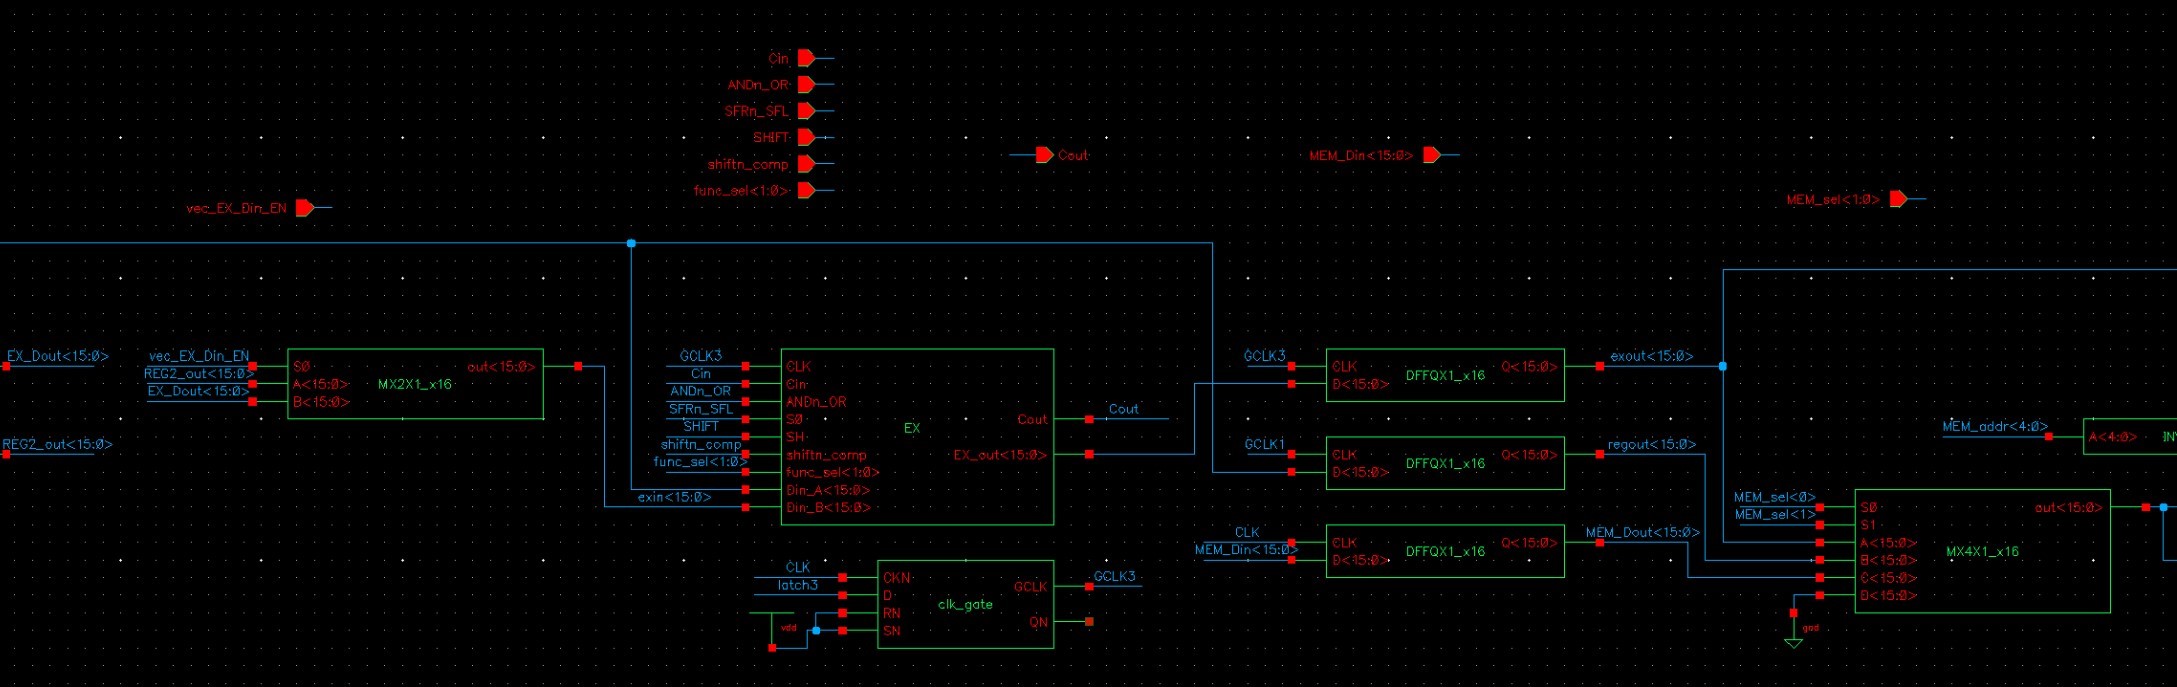 Cin
ANDn_OR
SFRn_SFL
SHIFT
shiftn_comp
func_sel<1:0>
Cout
MEM_Din<15:0>
MEM_sel<1:0>
vec_EX_Din_EN
EX_Dout<15:0>
REG2_out<15:0>
vec_EX_Din_EN
REG2_out<15:0>
EX_Dout<15:0>
S0
A<15:0>
B<15:0>
MX2X1_x16
out<15:0>
GCLK3
Cin
ANDn_OR
SFRn_SFL
SHIFT
shiftn_comp
func_sel<1:0>
exin<15:0>
CLK
Cin
ANDn_OR
S0
SH
shiftn_comp
func_sel<1:0>
Din_A<15:0>
Din_B<15:0>
EX
Cout
EX_out<15:0>
Cout
CLK
latch3
vdd
CKN
D
RN
SN
clk_gate
GCLK
QN
GCLK3
GCLK3
CLK
D<15:0>
DFFQX1_x16
Q<15:0>
exout<15:0>
GCLK1
CLK
D<15:0>
DFFQX1_x16
Q<15:0>
regout<15:0>
CLK
MEM_Din<15:0>
CLK
D<15:0>
DFFQX1_x16
Q<15:0>
MEM_Dout<15:0>
MEM_addr<4:0>
A<4:0>
MEM_sel<0>
MEM_sel<1>
S0
S1
A<15:0>
B<15:0>
C<15:0>
D<15:0>
MX4X1_x16
out<15:0>
gnd